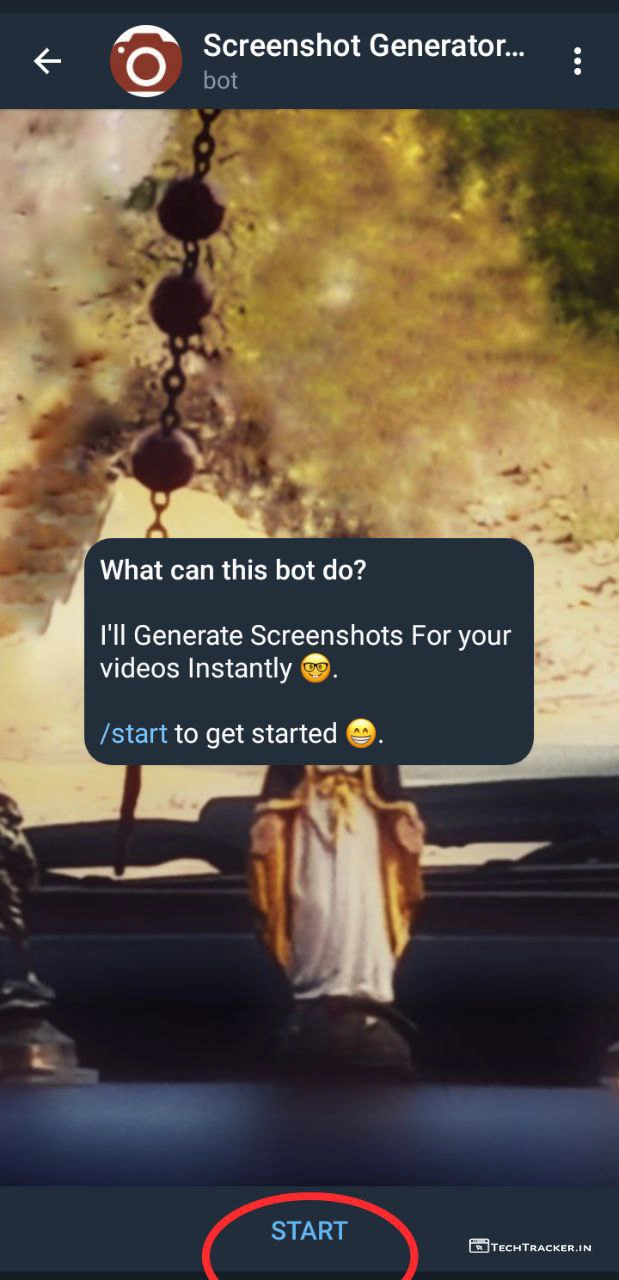 Screenshot Generator...
bot
What can this bot do?
I'll Generate Screenshots For your
videos Instantly 🤓.
/start to get started 😁.
START
TECHTRACKER.IN